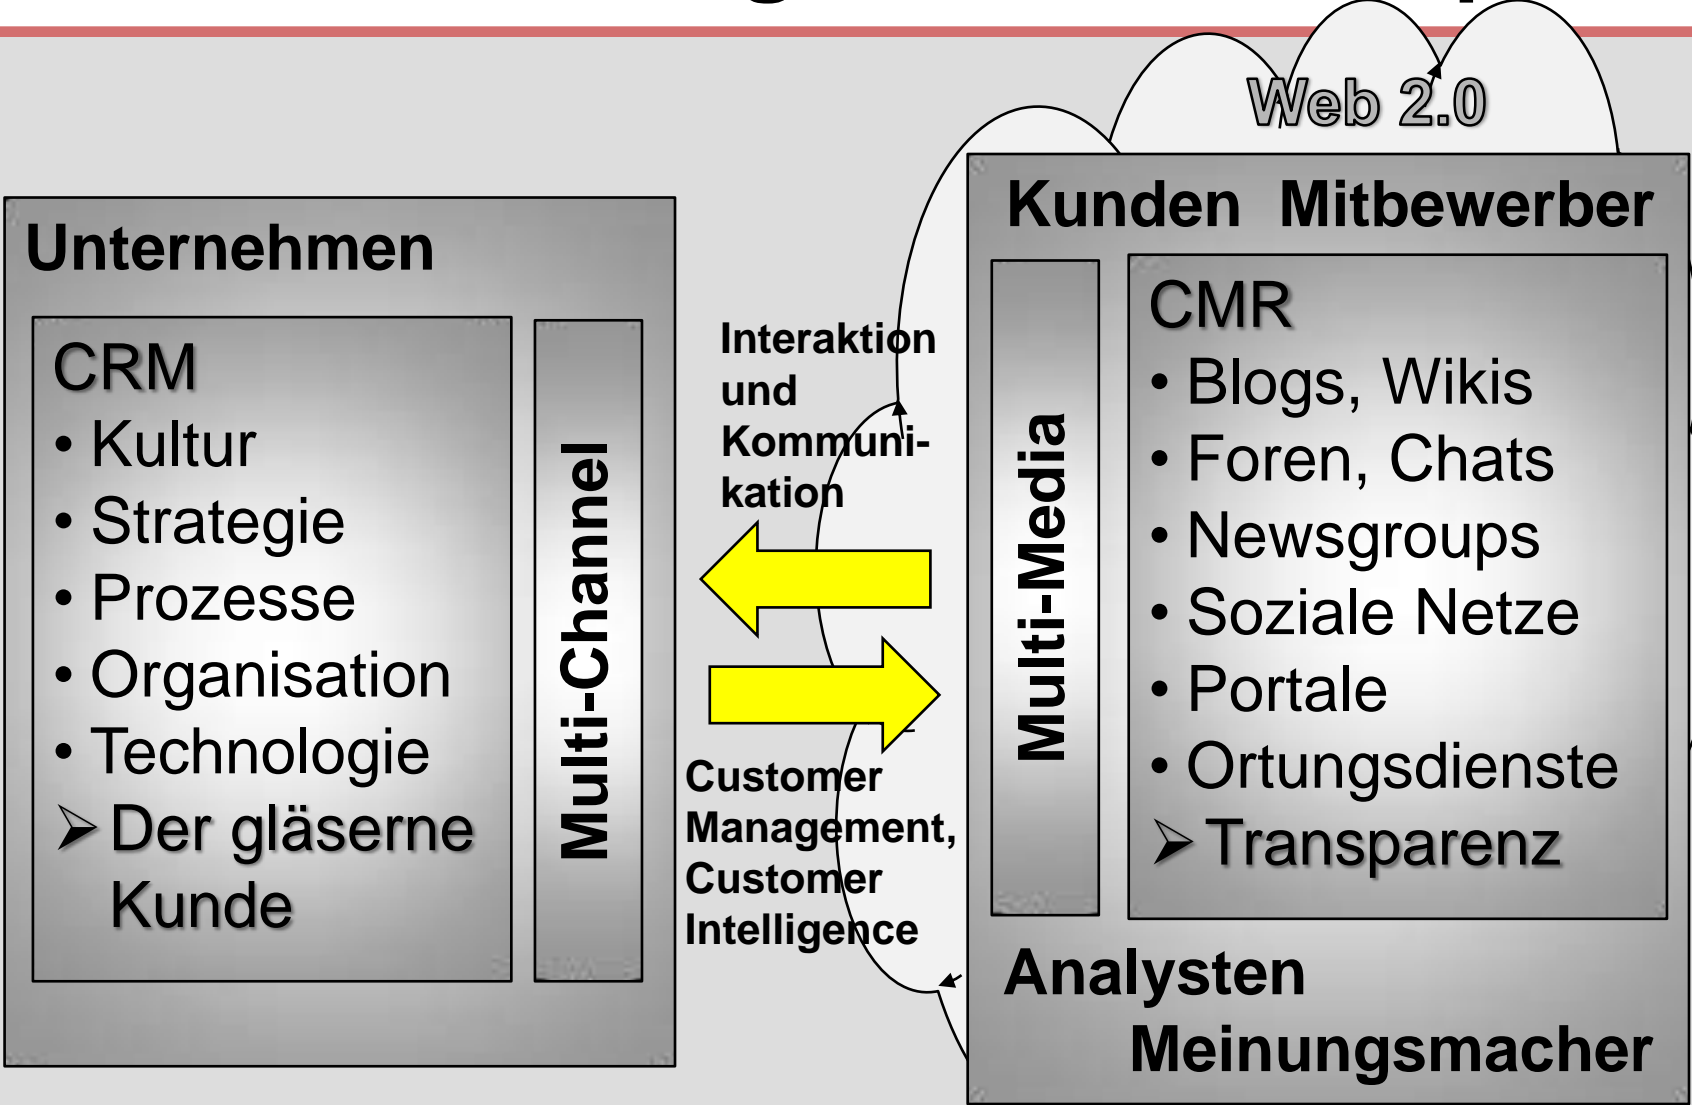 Web 2.0
Unternehmen
CRM
• Kultur
• Strategie
• Prozesse
• Organisation
• Technologie
➢ Der gläserne
Kunde
Multi-Channel
Interaktion
und
Kommuni-
kation
Customer
Management,
Customer
Intelligence
Kunden Mitbewerber
Multi-Media
CMR
• Blogs, Wikis
• Foren, Chats
• Newsgroups
• Soziale Netze
• Portale
• Ortungsdienste
➢ Transparenz
Analysten
Meinungsmacher